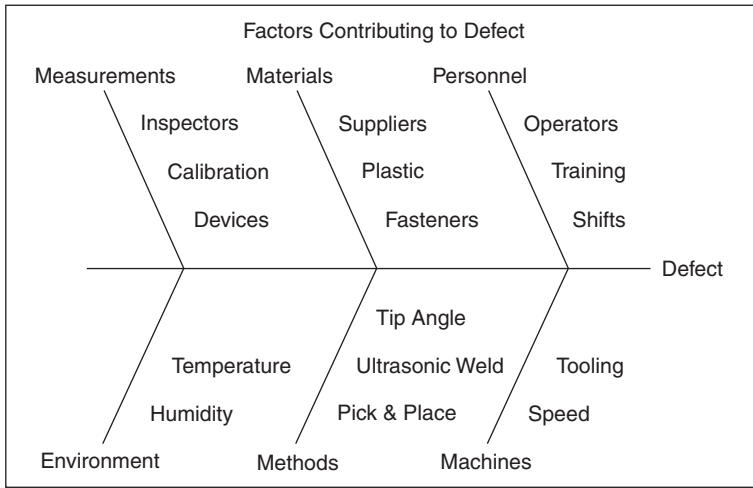 Factors Contributing to Defect
Measurements Materials Personnel
Inspectors Suppliers Operators
Calibration Plastic Training
Devices Fasteners Shifts
Defect
Tip Angle
Temperature Ultrasonic Weld Tooling
Humidity Pick & Place Speed
Environment Methods Machines